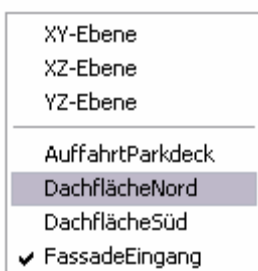 XY-Ebene
XZ-Ebene
YZ-Ebene
AuffahrtParkdeck
DachflächeNord
DachflächeSüd
FassadeEingang